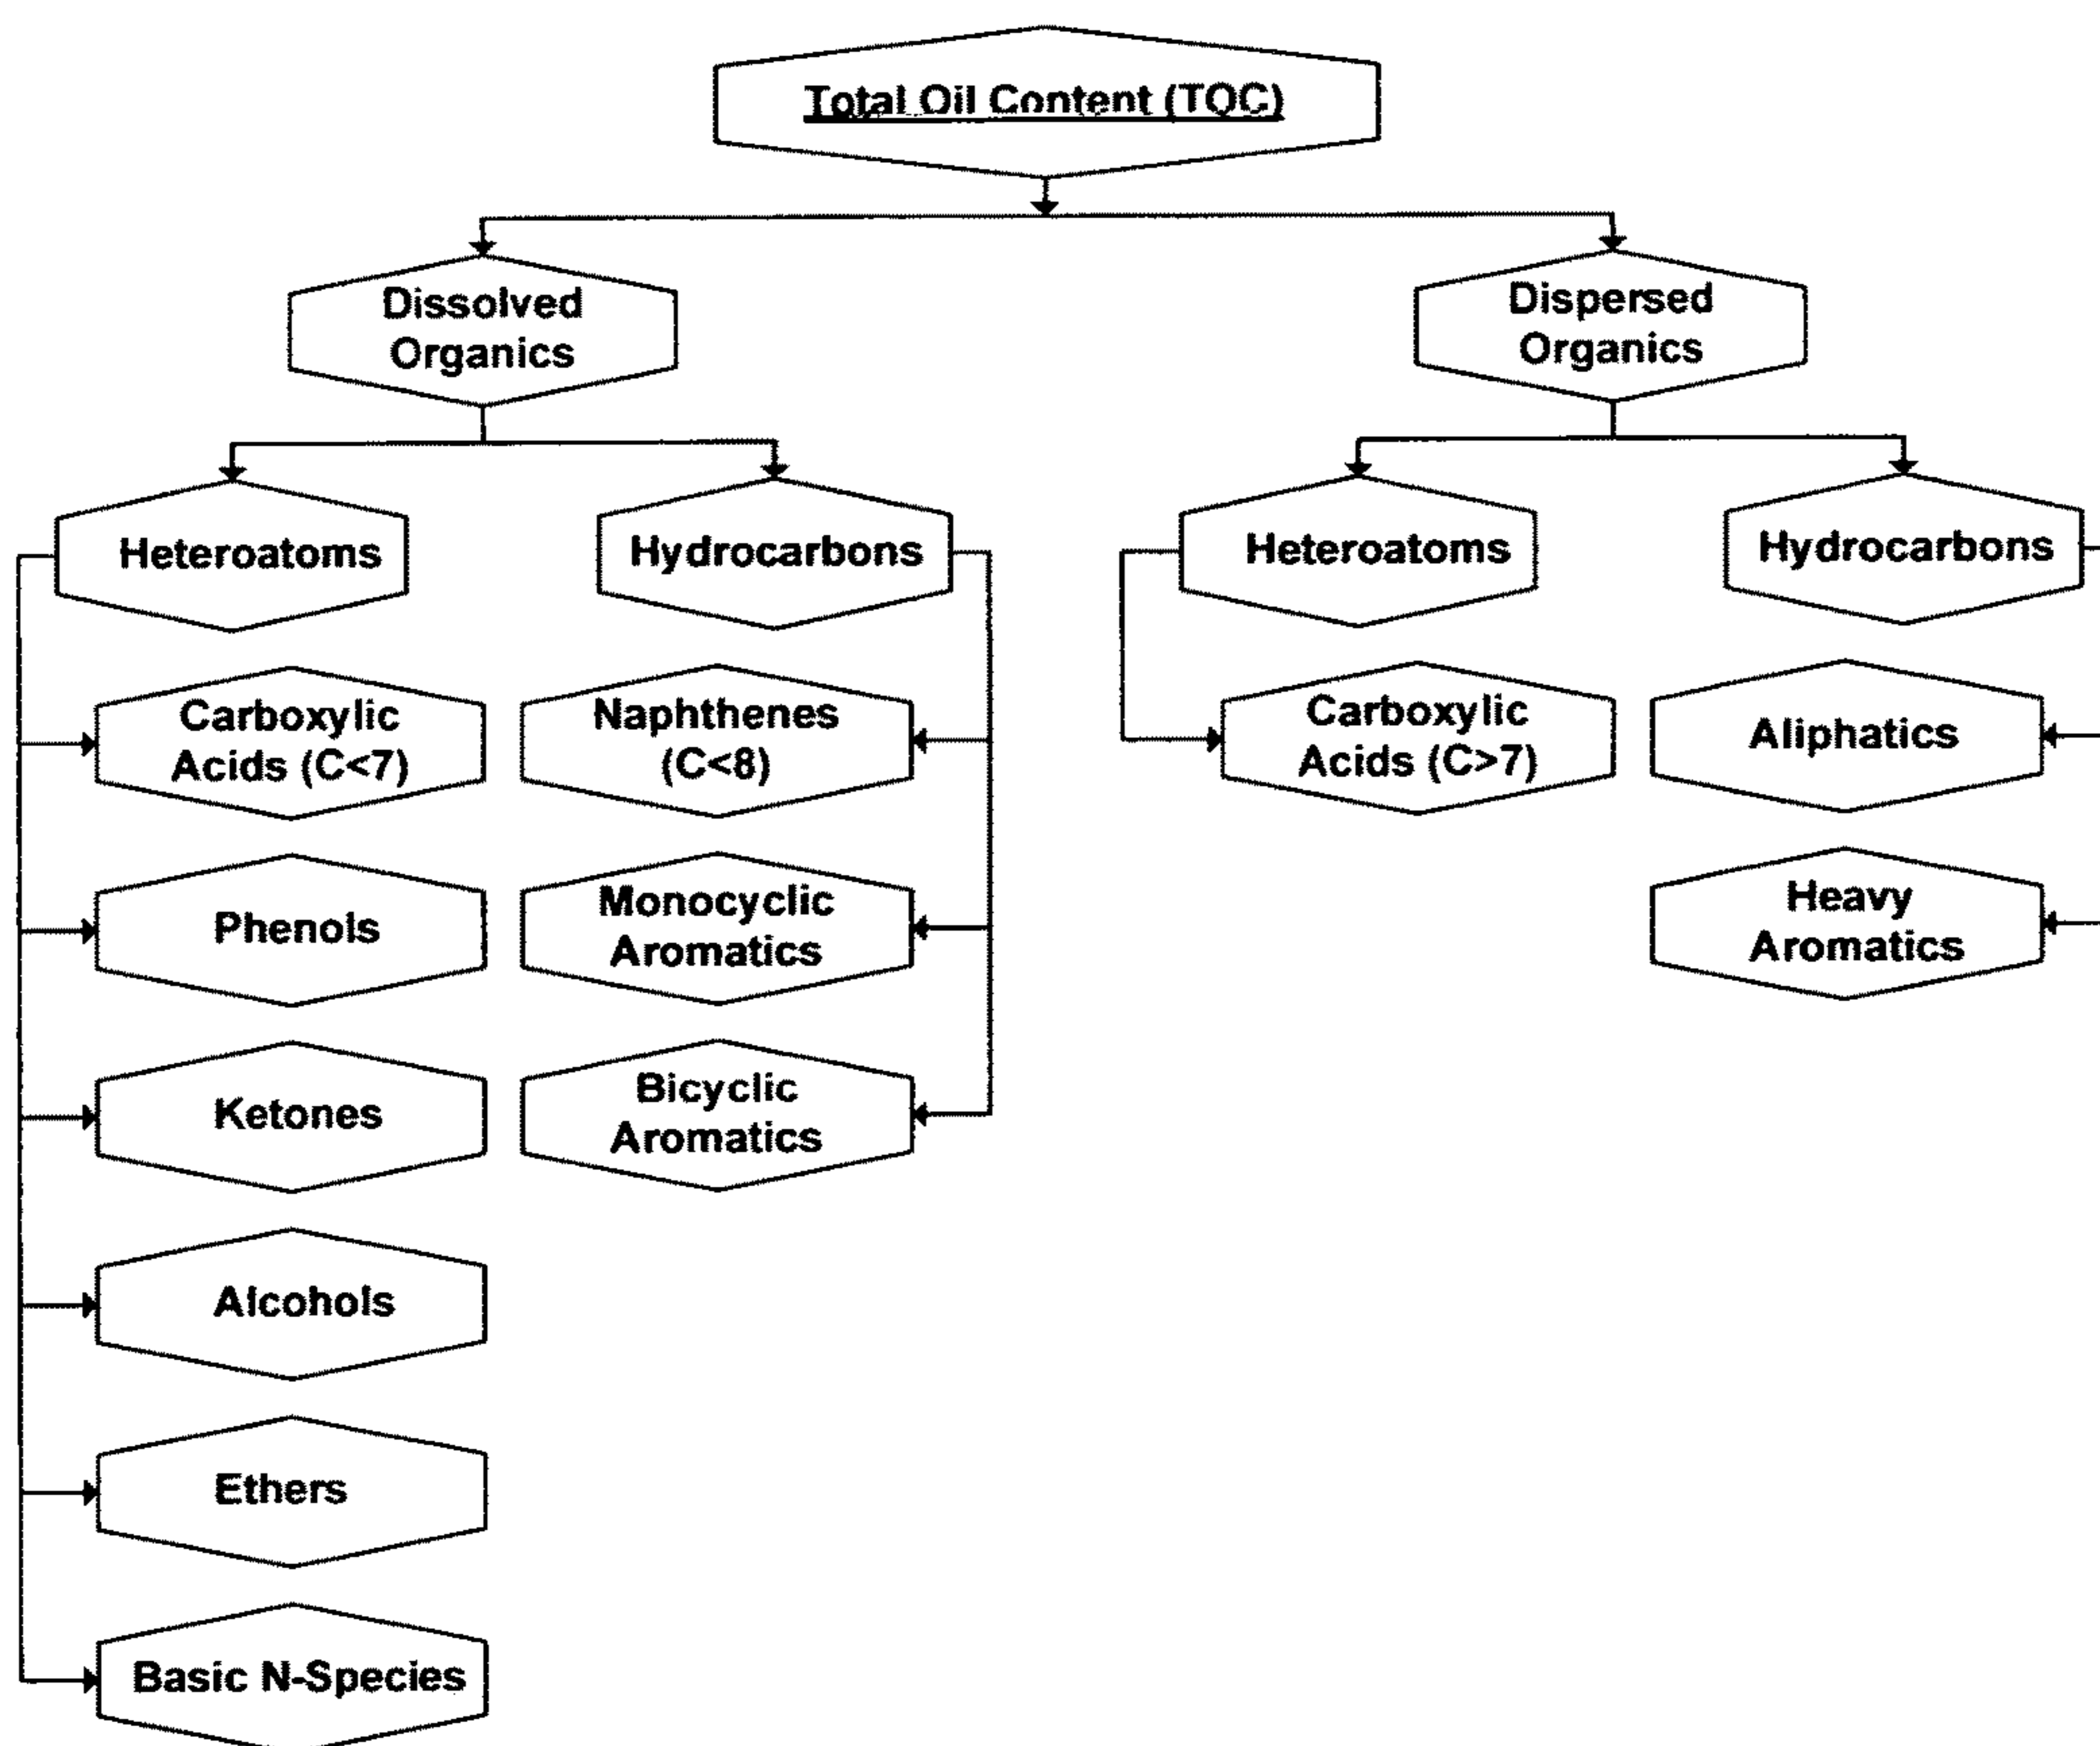 Total Oil Content (TOC)
Dissolved
Organics
Dispersed
Organics
Heteroatoms
Hydrocarbons
Heteroatoms
Hydrocarbons
Carboxylic
Acids (C<7)
Naphthenes
(C<8)
Carboxylic
Acids (C>7)
Aliphatics
Phenols
Monocyclic
Aromatics
Heavy
Aromatics
Ketones
Bicyclic
Aromatics
Alcohols
Ethers
Basic N-Species